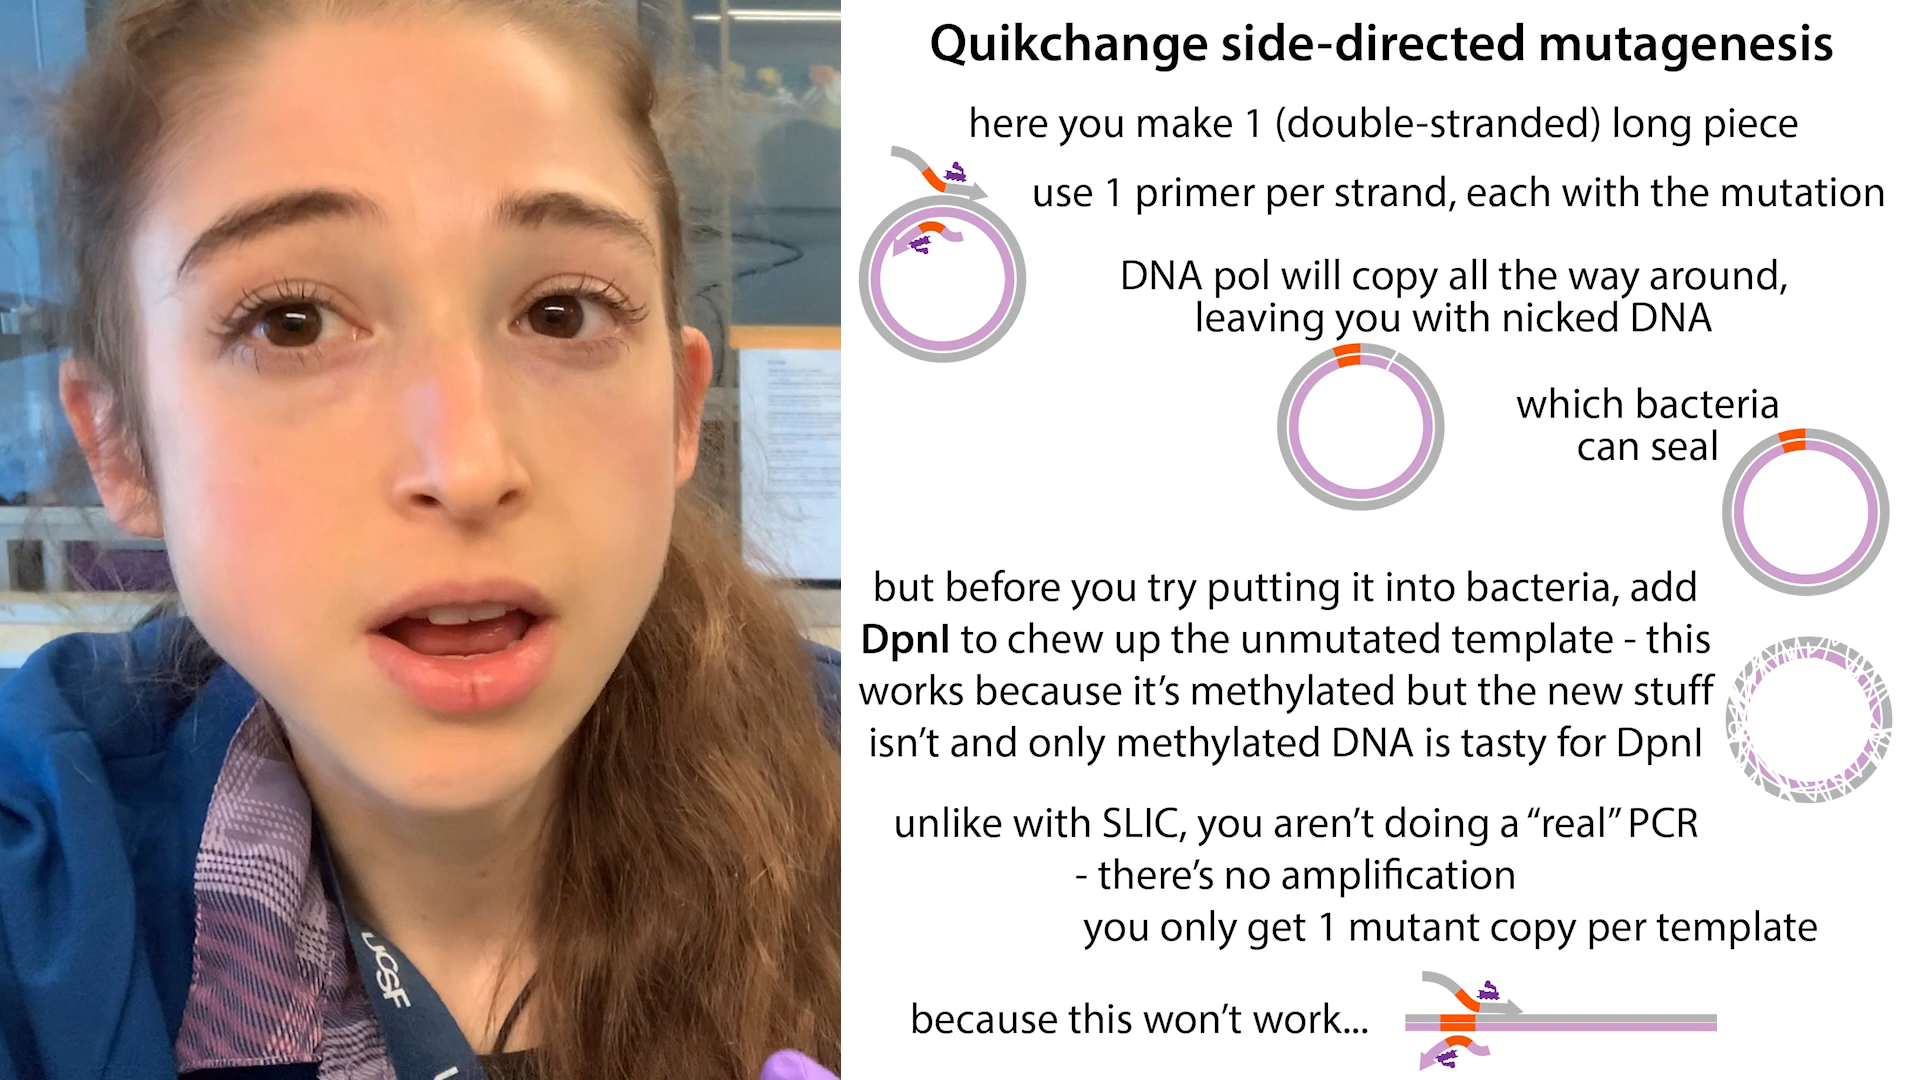 Quikchange side-directed mutagenesis
here you make 1 (double-stranded) long piece
use 1 primer per strand, each with the mutation
DNA pol will copy all the way around,
leaving you with nicked DNA
which bacteria
can seal
but before you try putting it into bacteria, add
DpnI to chew up the unmutated template - this
works because it’s methylated but the new stuff
isn’t and only methylated DNA is tasty for DpnI
unlike with SLIC, you aren’t doing a “real” PCR
- there’s no amplification
you only get 1 mutant copy per template
because this won’t work...
UCSF